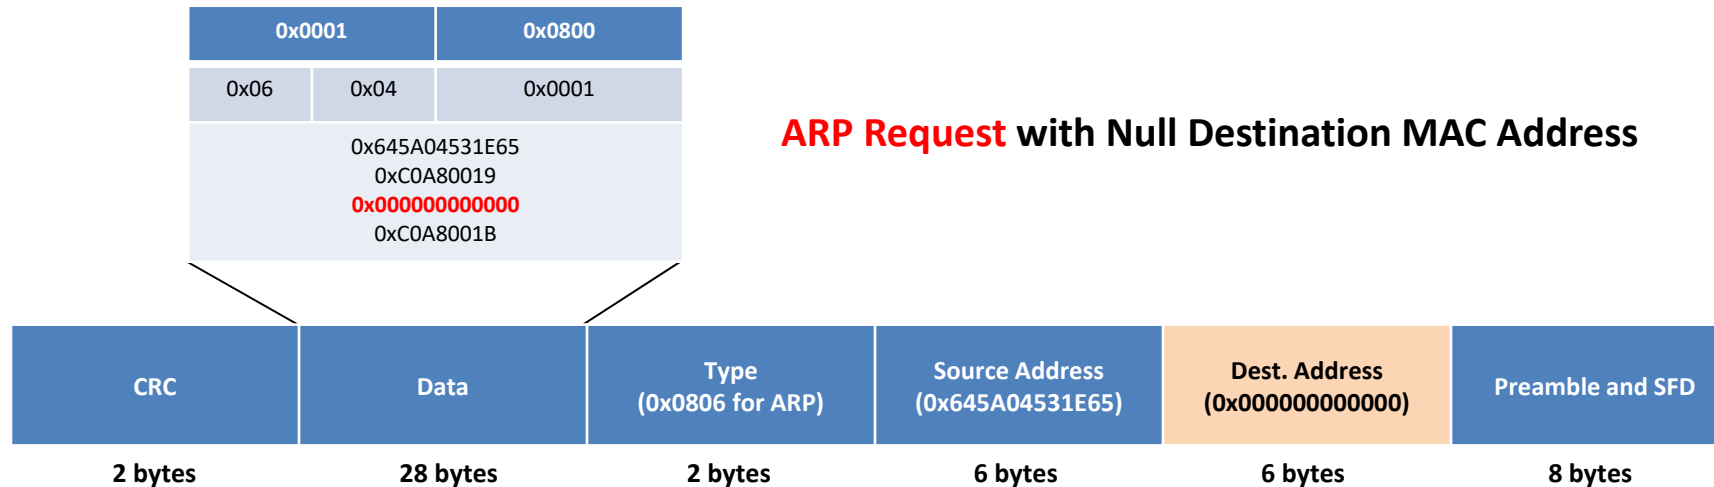 0x0001 0x0800
0x06 0x04 0x0001
0x645A04531E65
0xC0A80019
0x000000000000
0xC0A8001B
ARP Request with Null Destination MAC Address
CRC
Data
Type
(0x0806 for ARP)
Source Address
(0x645A04531E65)
Dest. Address
(0x000000000000)
Preamble and SFD
2 bytes 28 bytes 2 bytes 6 bytes 6 bytes 8 bytes